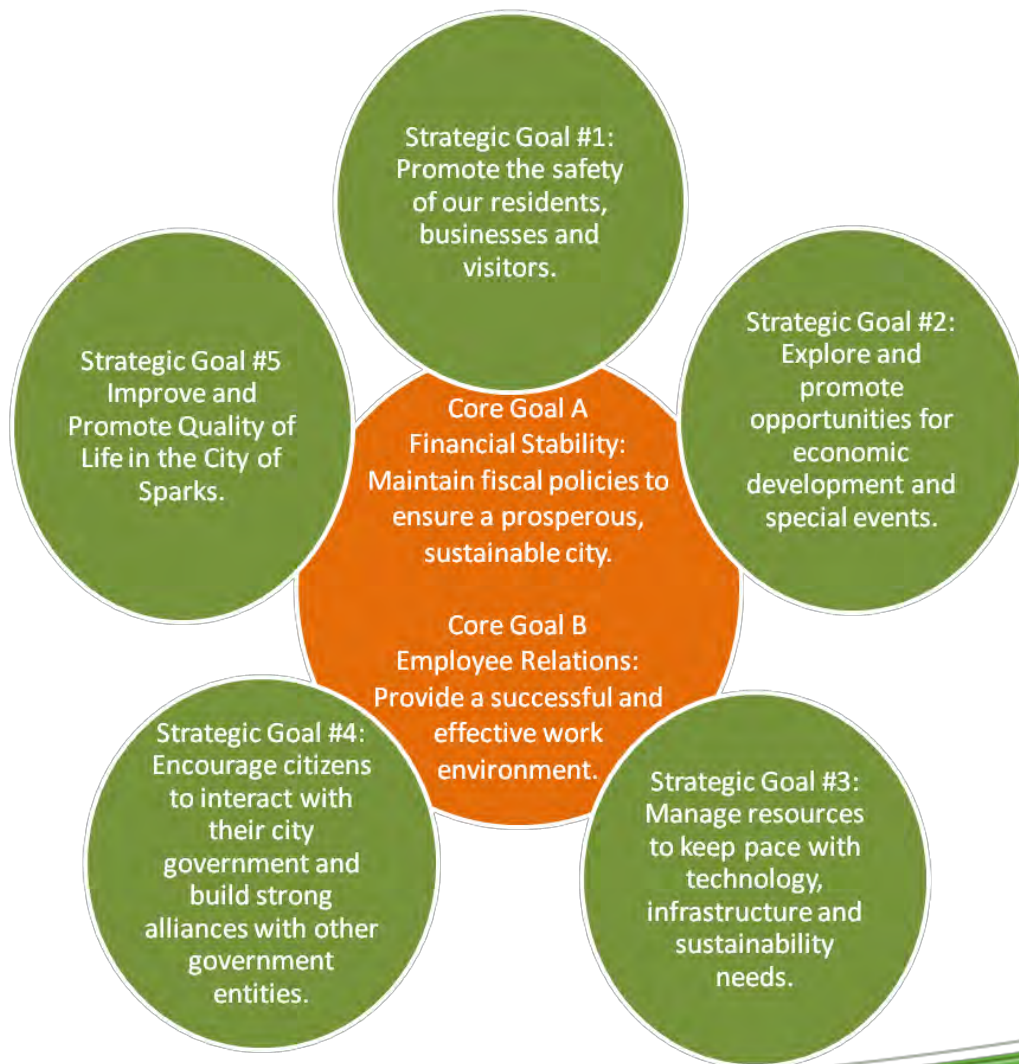 Strategic Goal #1:
Promote the safety
of our residents,
businesses and
visitors.
Strategic Goal #2:
Explore and
promote
opportunities for
economic
development and
special events.
Strategic Goal #5
Improve and
Promote Quality of
Life in the City of
Sparks.
Core Goal A
Financial Stability:
Maintain fiscal policies to
ensure a prosperous,
sustainable city.
Core Goal B
Employee Relations:
Provide a successful and
effective work
environment.
Strategic Goal #4:
Encourage citizens
to interact with
their city
government and
build strong
alliances with other
government
entities.
Strategic Goal #3:
Manage resources
to keep pace with
technology,
infrastructure and
sustainability
needs.